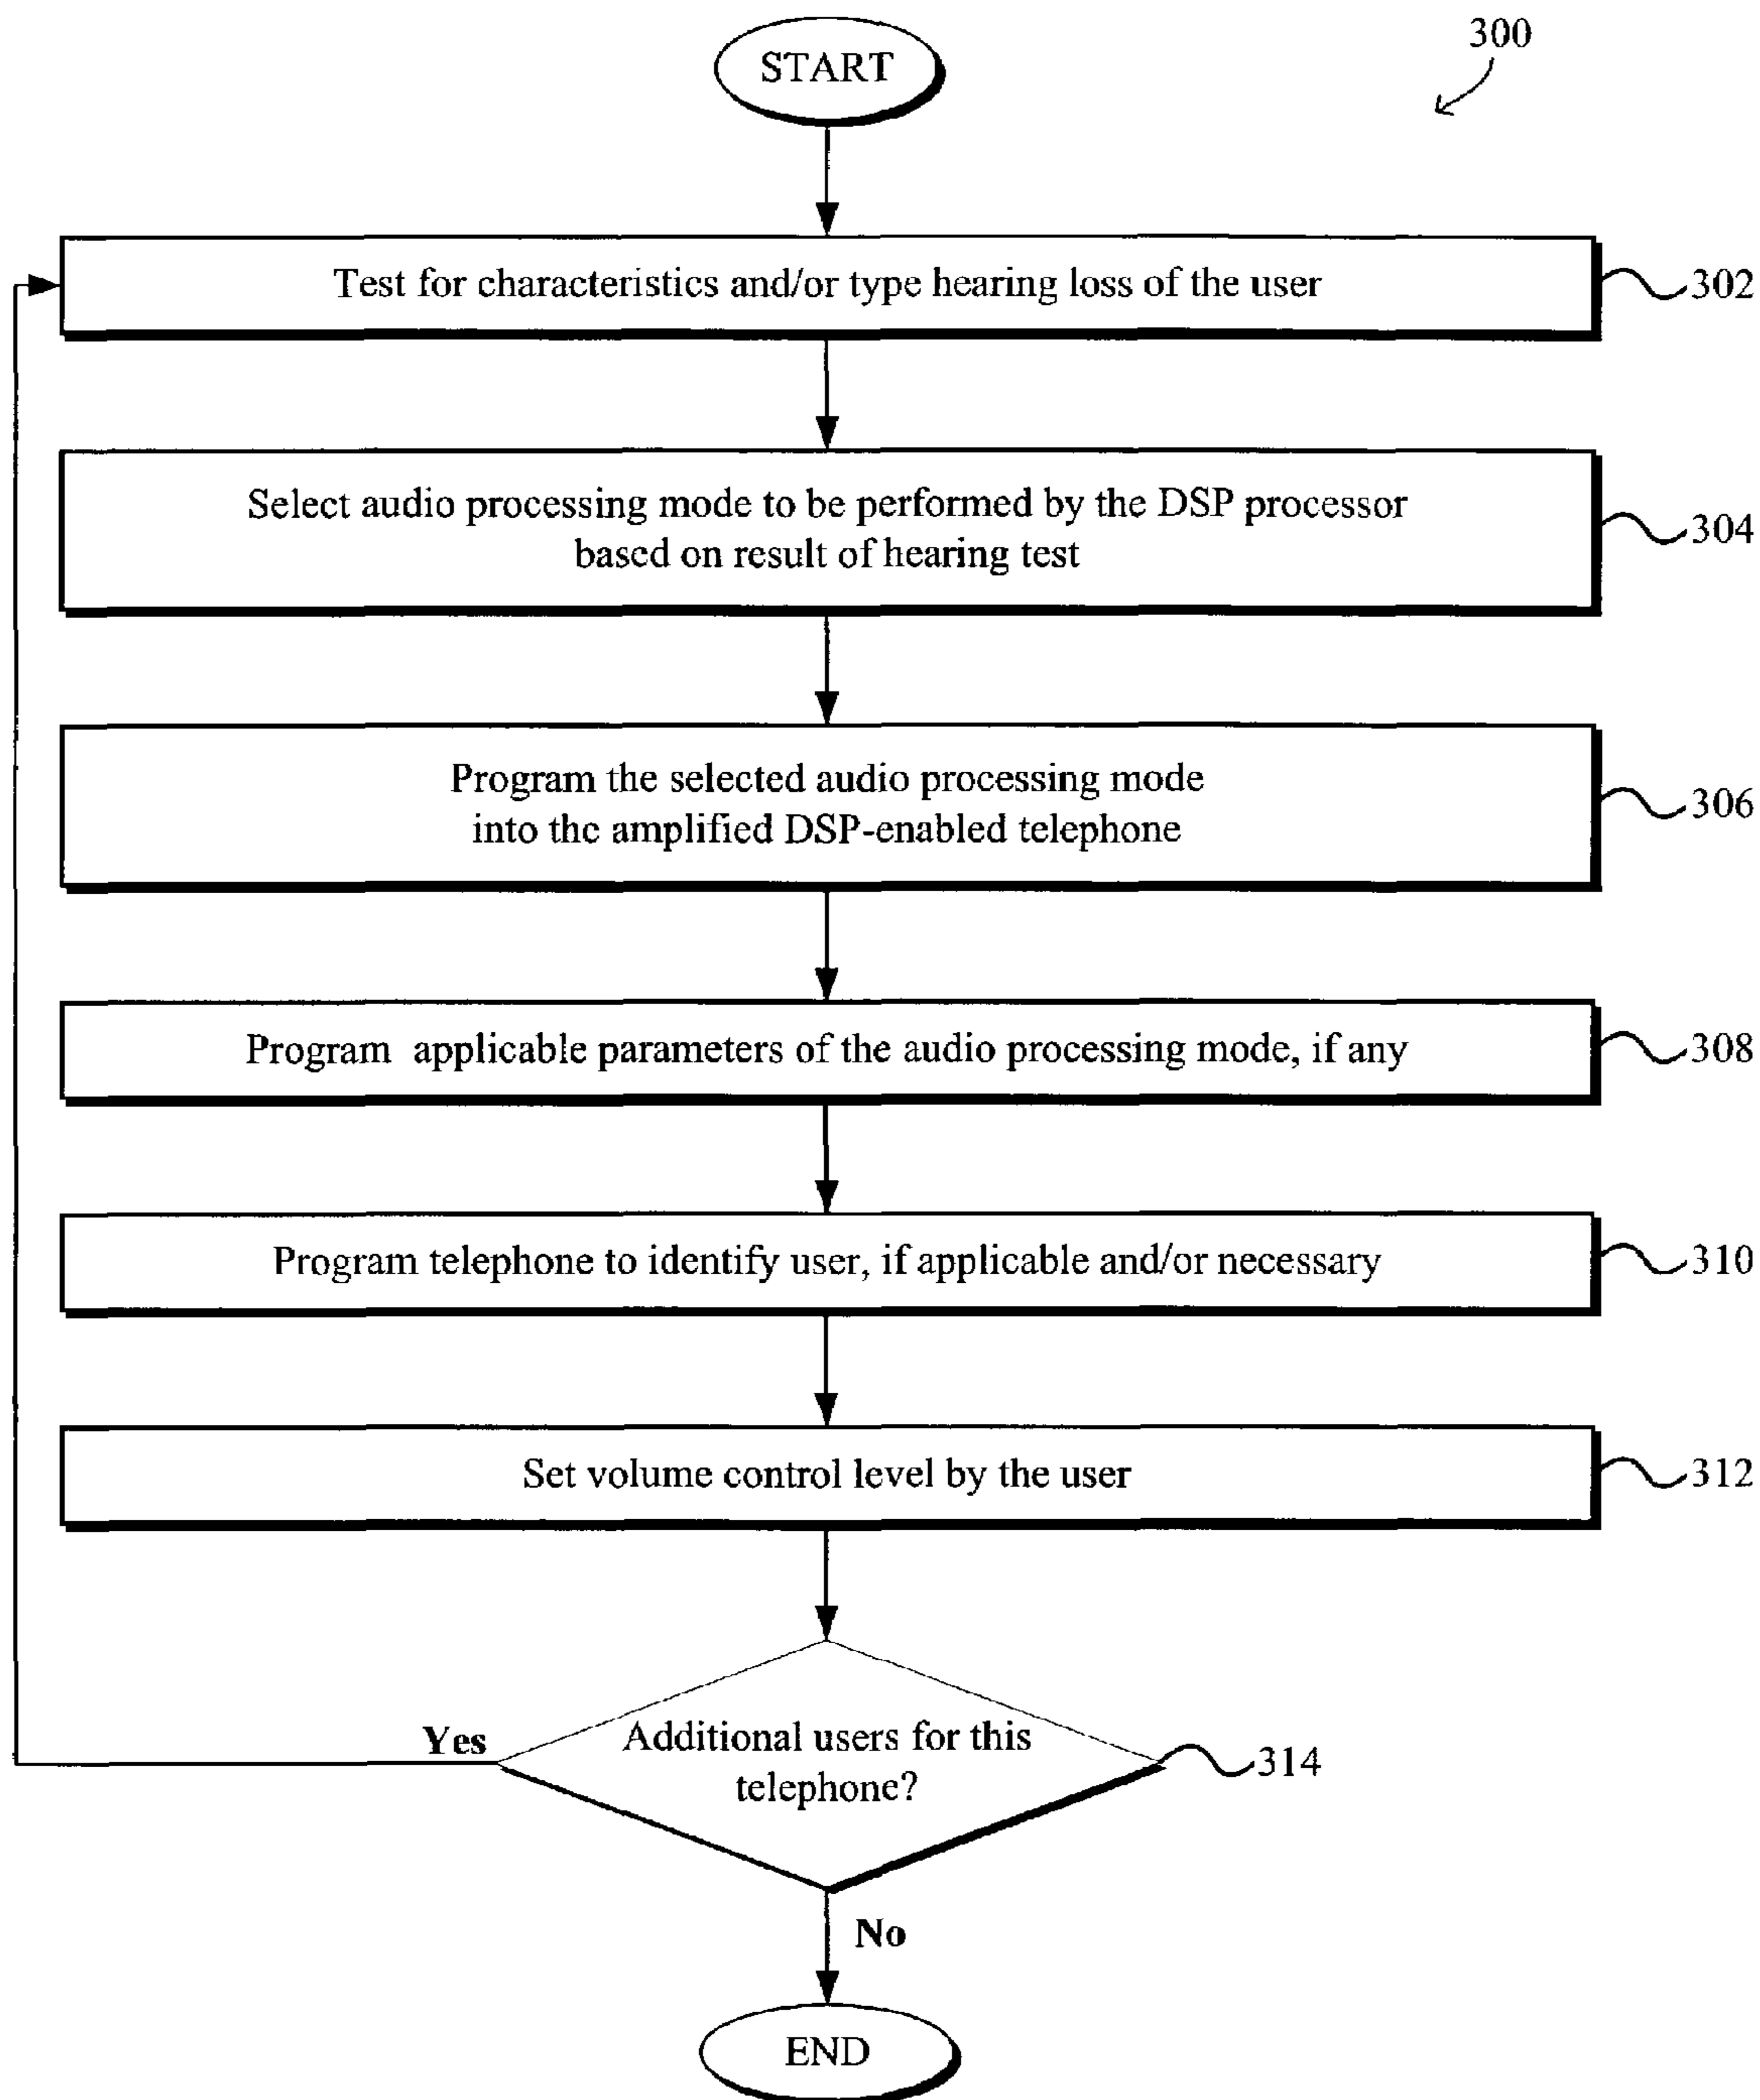 START
300
Test for characteristics and/or type hearing loss of the user
302
Select audio processing mode to be performed by the DSP processor
based on result of hearing test
304
Program the selected audio processing mode
into the amplified DSP-enabled telephone
306
Program applicable parameters of the audio processing mode, if any
308
Program telephone to identify user, if applicable and/or necessary
310
Set volume control level by the user
312
Yes
Additional users for this
telephone?
314
No
END